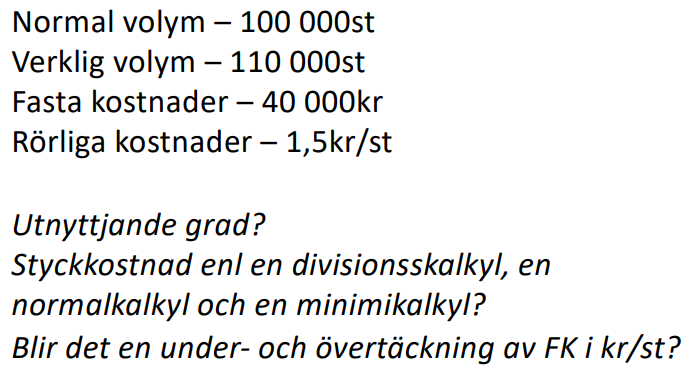 Normal volym – 100 000st
Verklig volym – 110 000st
Fasta kostnader – 40 000kr
Rörliga kostnader – 1,5kr/st
Utnyttjande grad?
Styckkostnad enl en divisionsskalkyl, en
normalkalkyl och en minimikalkyl?
Blir det en under- och övertäckning av FK i kr/st?